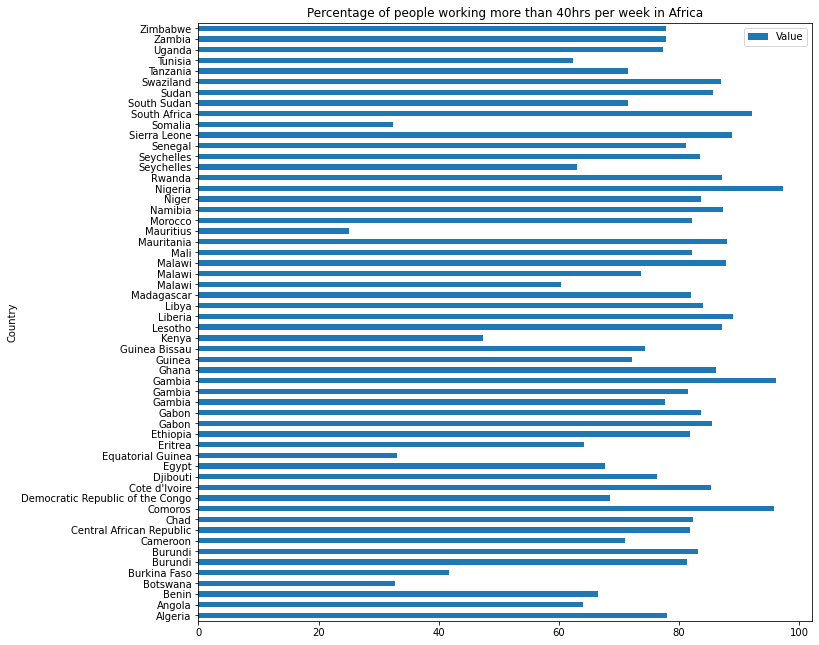 Percentage of people working more than 40hrs per week in Africa
Value
Country
Zimbabwe
Zambia
Uganda
Tunisia
Tanzania
Swaziland
Sudan
South Sudan
South Africa
Somalia
Sierra Leone
Senegal
Seychelles
Seychelles
Rwanda
Nigeria
Niger
Namibia
Morocco
Mauritius
Mauritania
Mali
Malawi
Malawi
Malawi
Madagascar
Libya
Liberia
Lesotho
Kenya
Guinea Bissau
Guinea
Ghana
Gambia
Gambia
Gambia
Gabon
Gabon
Ethiopia
Eritrea
Equatorial Guinea
Egypt
Djibouti
Cote d'Ivoire
Democratic Republic of the Congo
Comoros
Chad
Central African Republic
Cameroon
Burundi
Burundi
Burkina Faso
Botswana
Benin
Angola
Algeria
0 20 40 60 80 100